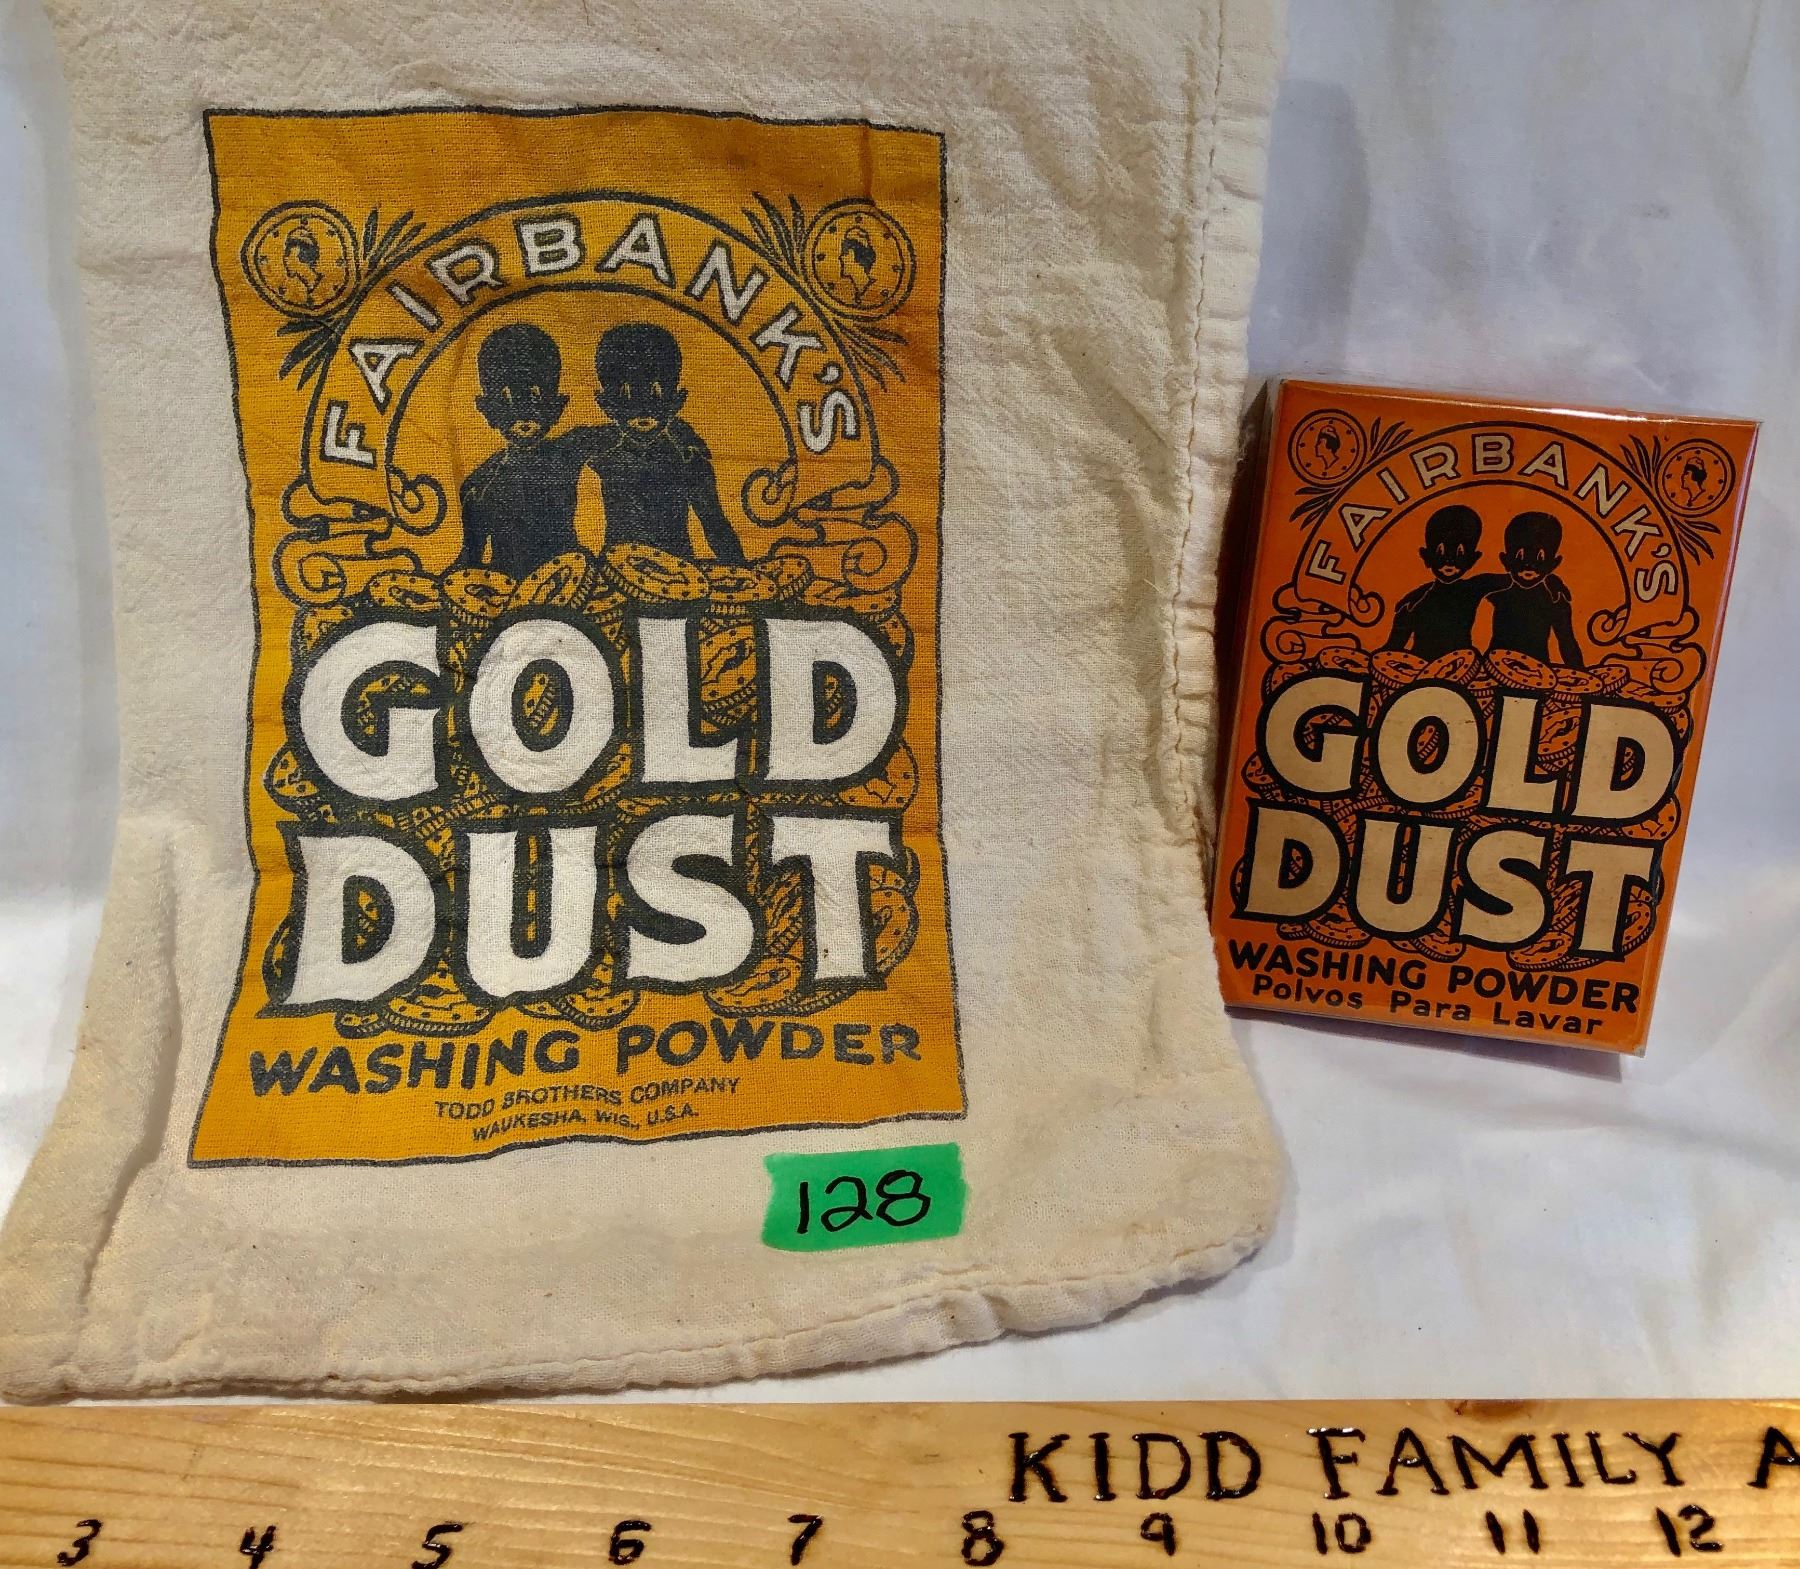 FAIRBANK'S
GOLD
DUST
WASHING POWDER
TODD BROTHERS COMPANY
WAUKESHA, WIS., U.S.A.
128
FAIRBANK'S
GOLD
DUST
WASHING POWDER
Polvos Para Lavar
KIDD FAMILY A
3 4 5 6 7 8 9 10 11 12